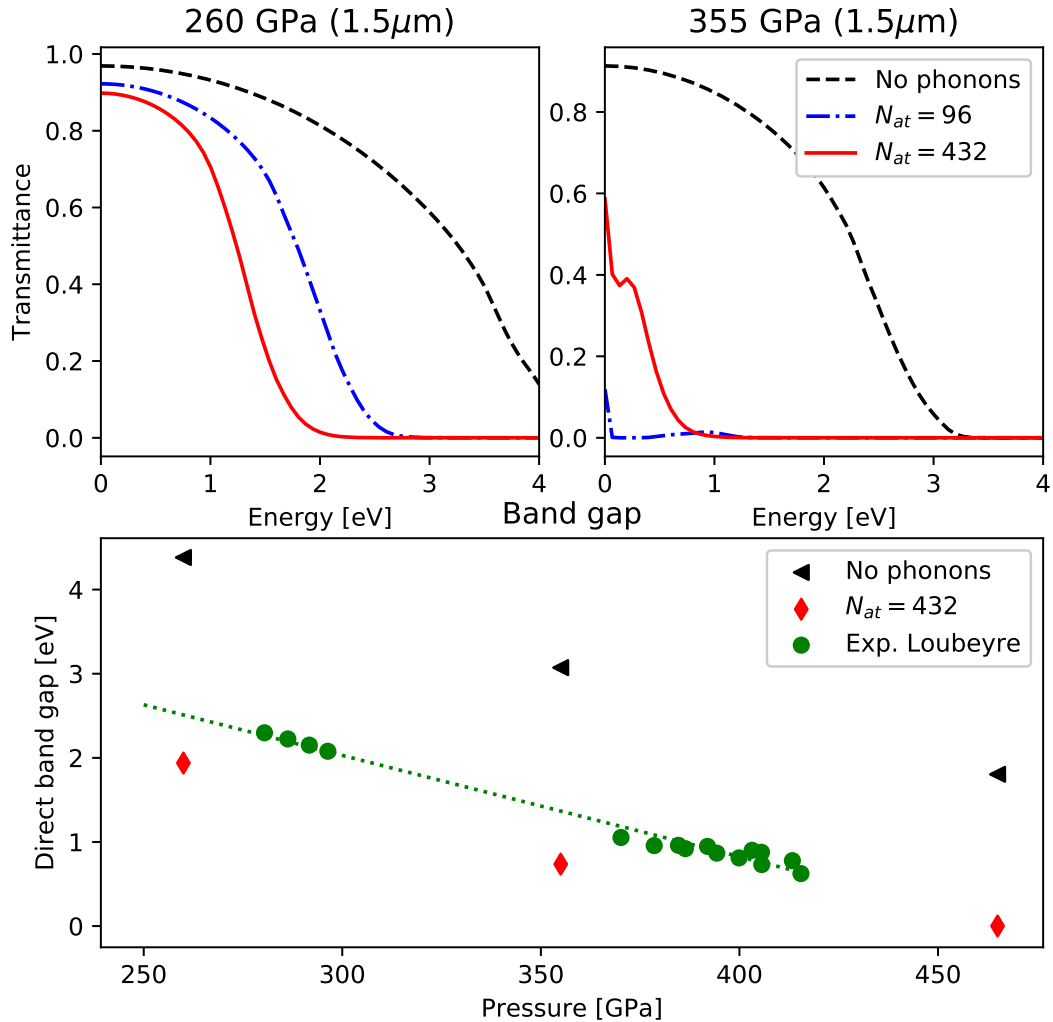 260 GPa (1.5μm)
355 GPa (1.5μm)
Transmittance
1.0
0.8
0.6
0.4
0.2
0.0
0 1 2 3 4
Energy [eV]
0.8
0.6
0.4
0.2
0.0
0 1 2 3 4
Energy [eV]
No phonons
N_at = 96
N_at = 432
Band gap
Direct band gap [eV]
4
3
2
1
0
250 300 350 400 450
Pressure [GPa]
No phonons
N_at = 432
Exp. Loubeyre